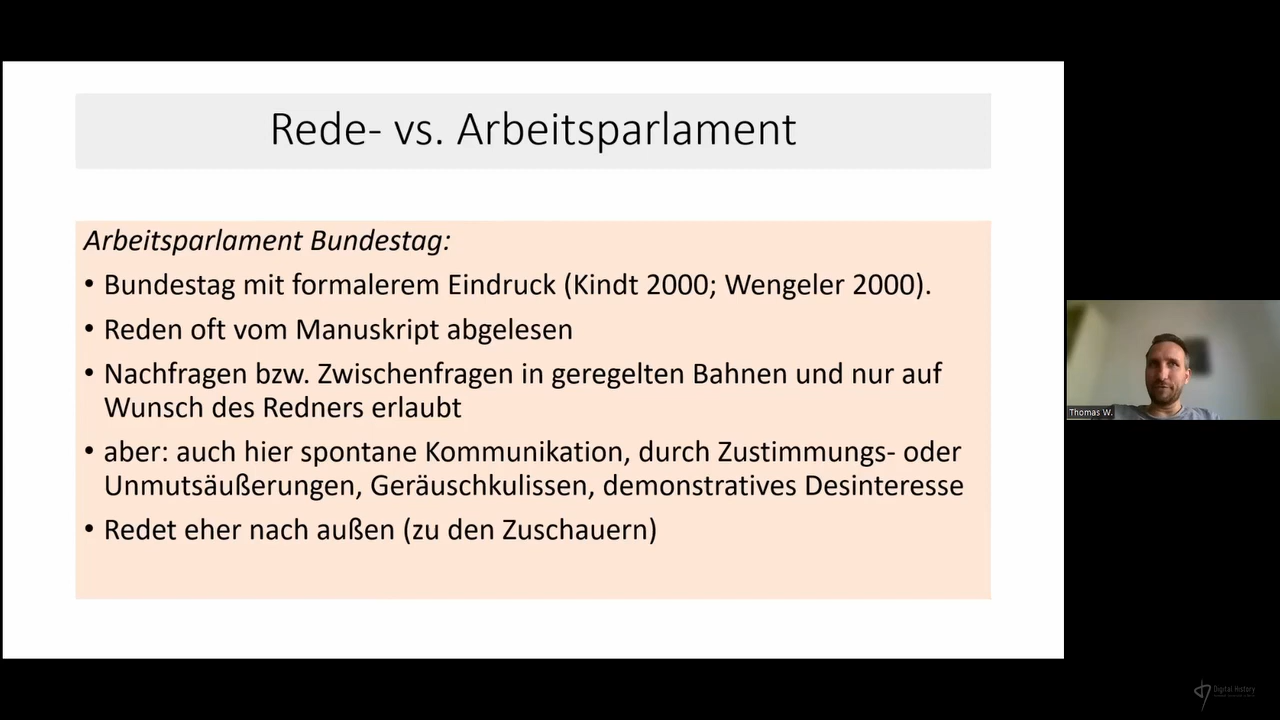 Rede- vs. Arbeitsparlament
Arbeitsparlament Bundestag:
• Bundestag mit formalerem Eindruck (Kindt 2000; Wengeler 2000).
• Reden oft vom Manuskript abgelesen
• Nachfragen bzw. Zwischenfragen in geregelten Bahnen und nur auf
Wunsch des Redners erlaubt
• aber: auch hier spontane Kommunikation, durch Zustimmungs- oder
Unmutsäußerungen, Geräuschkulissen, demonstratives Desinteresse
• Redet eher nach außen (zu den Zuschauern)
Thomas W.
Digital History